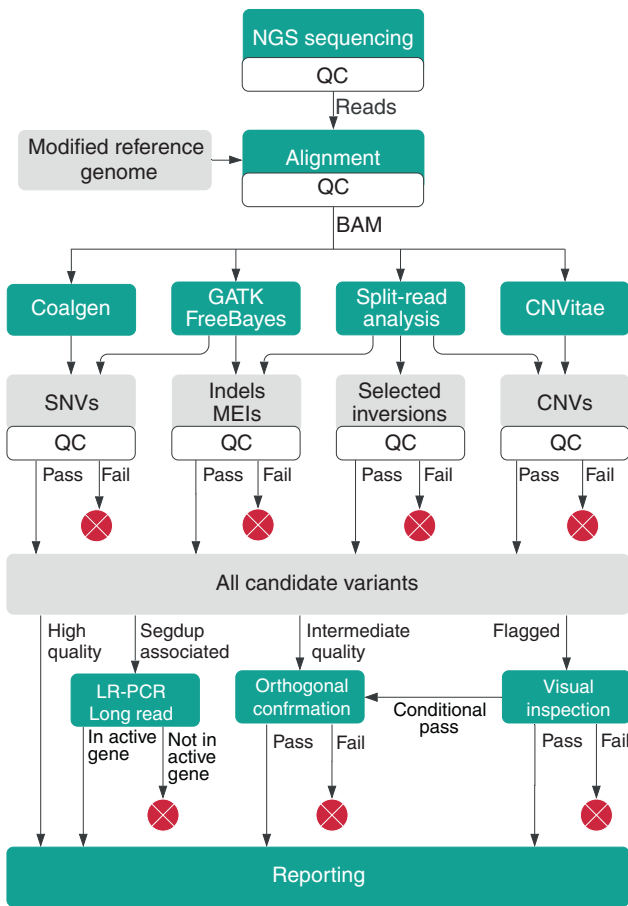 NGS sequencing
QC
Reads
Modified reference
genome
Alignment
QC
BAM
Coalgen
GATK
FreeBayes
Split-read
analysis
CNVitae
SNVs
QC
Indels
MEIs
QC
Selected
inversions
QC
CNVs
QC
Pass
Fail
Pass
Fail
Pass
Fail
Pass
Fail
All candidate variants
High
quality
Segdup
associated
Intermediate
quality
Flagged
LR-PCR
Long read
Orthogonal
confrmation
Conditional
pass
Visual
inspection
In active
gene
Not in
active
gene
Pass
Fail
Pass
Fail
Reporting